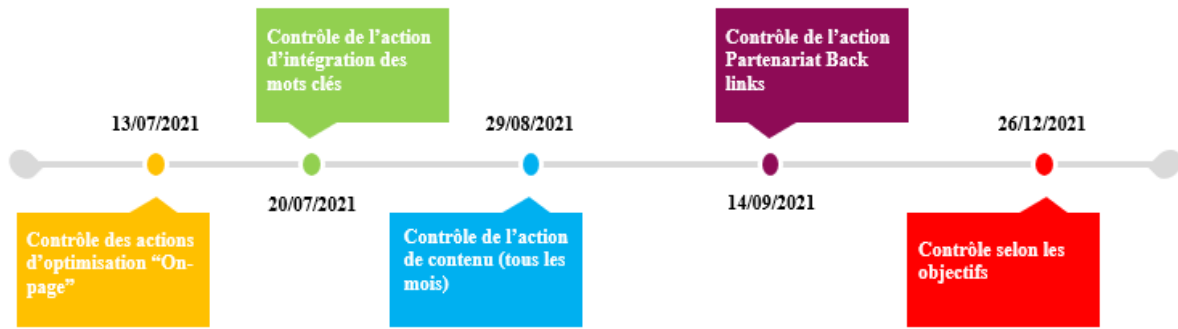 Contrôle de l’action
d’intégration des
mots clés
Contrôle de l’action
Partenariat Back
links
13/07/2021
29/08/2021
26/12/2021
20/07/2021
14/09/2021
Contrôle des actions
d’optimisation “On-
page”
Contrôle de l’action
de contenu (tous les
mois)
Contrôle selon les
objectifs